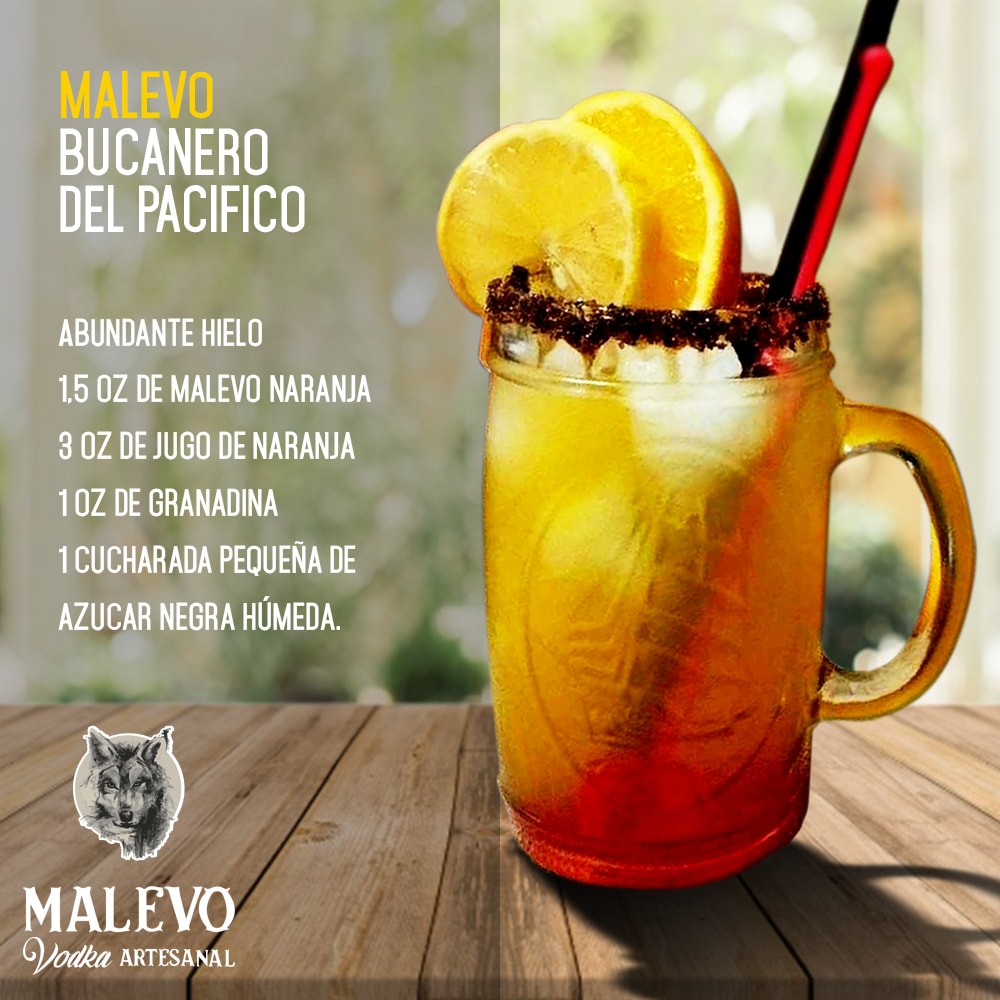 MALEVO
BUCANERO
DEL PACIFICO
ABUNDANTE HIELO
1,5 OZ DE MALEVO NARANJA
3 OZ DE JUGO DE NARANJA
1 OZ DE GRANADINA
1 CUCHARADA PEQUEÑA DE
AZUCAR NEGRA HÚMEDA.
MALEVO
Vodka ARTESANAL